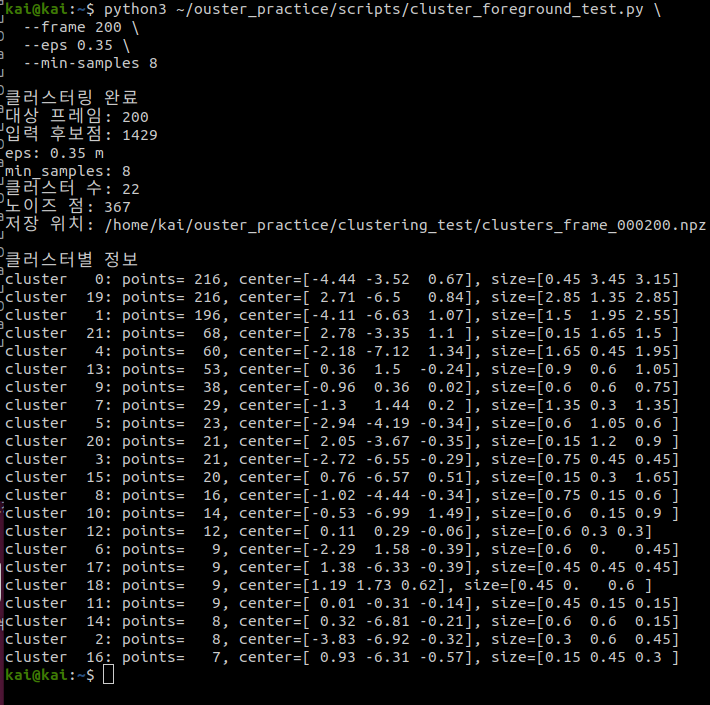 kai@kai:~$ python3 ~/ouster_practice/scripts/cluster_foreground_test.py \
  --frame 200 \
  --eps 0.35 \
  --min-samples 8
클러스터링 완료
대상 프레임: 200
입력 후보점: 1429
eps: 0.35 m
min_samples: 8
클러스터 수: 22
노이즈 점: 367
저장 위치: /home/kai/ouster_practice/clustering_test/clusters_frame_000200.npz
클러스터별 정보
cluster   0: points= 216, center=[-4.44 -3.52  0.67], size=[0.45 3.45 3.15]
cluster  19: points= 216, center=[ 2.71 -6.5   0.84], size=[2.85 1.35 2.85]
cluster   1: points= 196, center=[-4.11 -6.63  1.07], size=[1.5  1.95 2.55]
cluster  21: points=  68, center=[ 2.78 -3.35  1.1 ], size=[0.15 1.65 1.5 ]
cluster   4: points=  60, center=[-2.18 -7.12  1.34], size=[1.65 0.45 1.95]
cluster  13: points=  53, center=[ 0.36  1.5  -0.24], size=[0.9  0.6  1.05]
cluster   9: points=  38, center=[-0.96  0.36  0.02], size=[0.6  0.6  0.75]
cluster   7: points=  29, center=[-1.3   1.44  0.2 ], size=[1.35 0.3  1.35]
cluster   5: points=  23, center=[-2.94 -4.19 -0.34], size=[0.6  1.05 0.6 ]
cluster  20: points=  21, center=[ 2.05 -3.67 -0.35], size=[0.15 1.2  0.9 ]
cluster   3: points=  21, center=[-2.72 -6.55 -0.29], size=[0.75 0.45 0.45]
cluster  15: points=  20, center=[ 0.76 -6.57  0.51], size=[0.15 0.3  1.65]
cluster   8: points=  16, center=[-1.02 -4.44 -0.34], size=[0.75 0.15 0.6 ]
cluster  10: points=  14, center=[-0.53 -6.99  1.49], size=[0.6  0.15 0.9 ]
cluster  12: points=  12, center=[ 0.11  0.29 -0.06], size=[0.6 0.3 0.3]
cluster   6: points=   9, center=[-2.29  1.58 -0.39], size=[0.6  0.   0.45]
cluster  17: points=   9, center=[ 1.38 -6.33 -0.39], size=[0.45 0.45 0.45]
cluster  18: points=   9, center=[1.19 1.73 0.62], size=[0.45 0.   0.6 ]
cluster  11: points=   9, center=[ 0.01 -0.31 -0.14], size=[0.45 0.15 0.15]
cluster  14: points=   8, center=[ 0.32 -6.81 -0.21], size=[0.6  0.6  0.15]
cluster   2: points=   8, center=[-3.83 -6.92 -0.32], size=[0.3  0.6  0.45]
cluster  16: points=   7, center=[ 0.93 -6.31 -0.57], size=[0.15 0.45 0.3 ]
kai@kai:~$